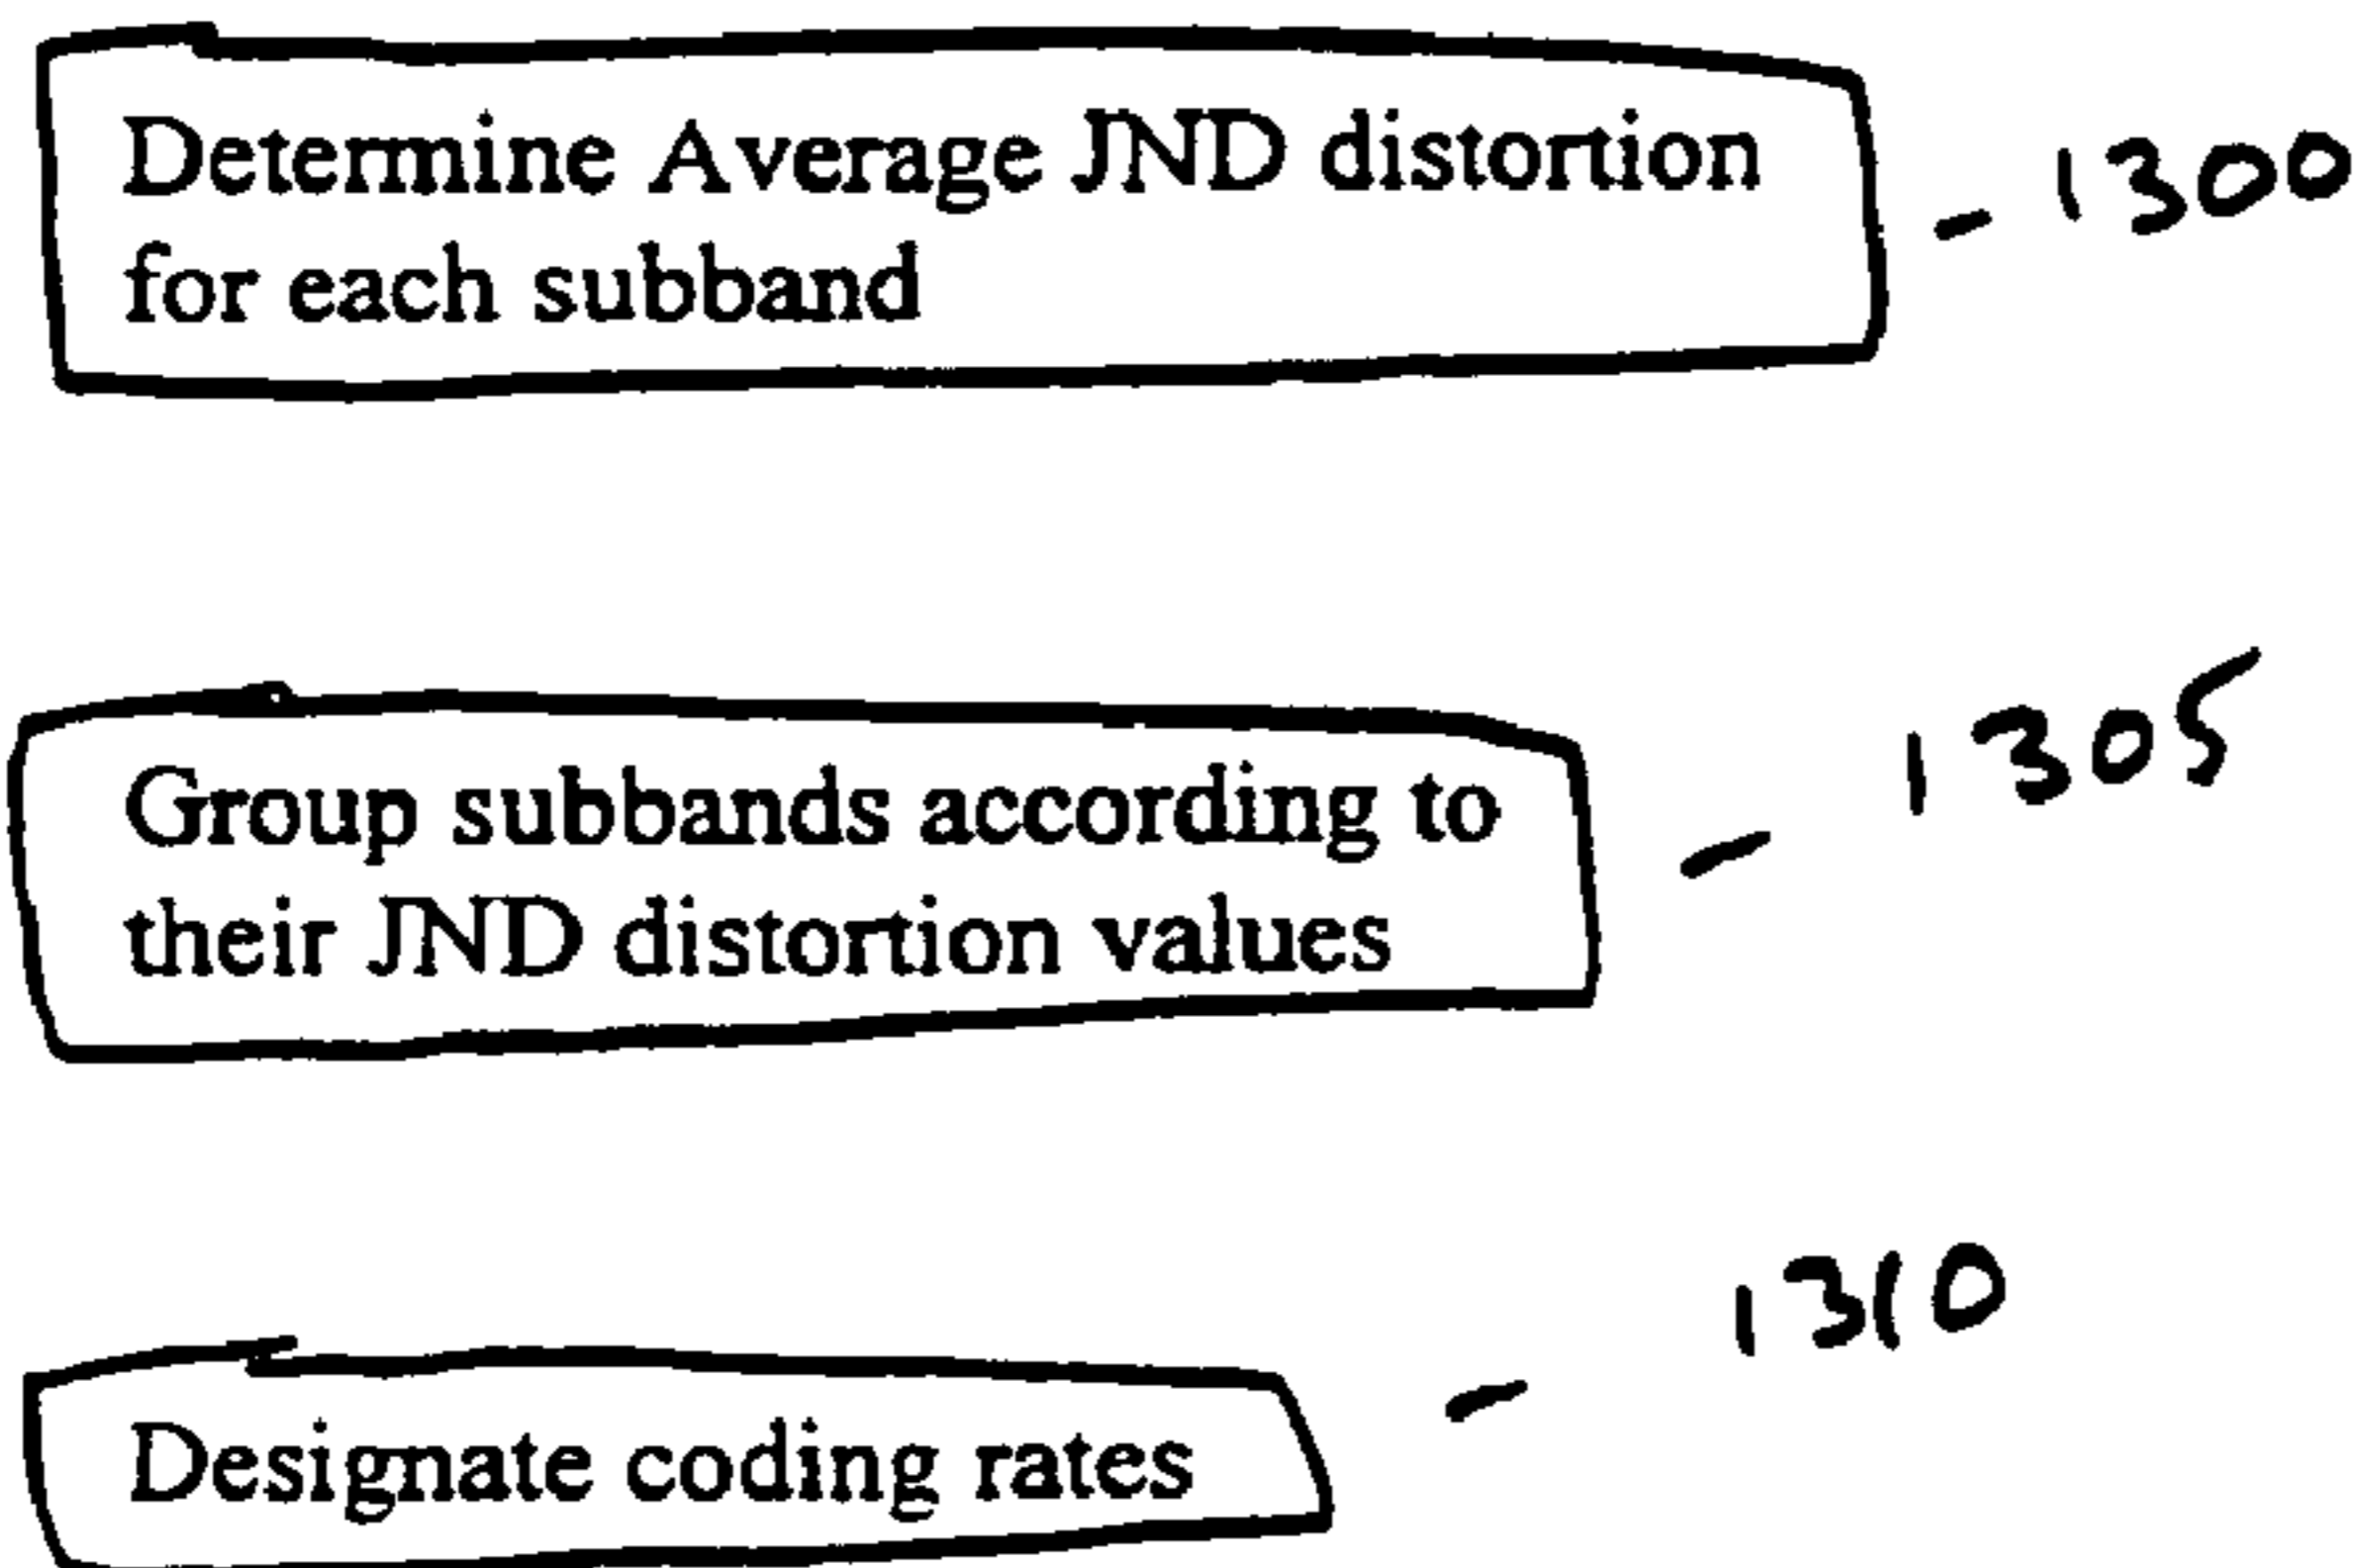 Determine Average JND distortion
for each subband
- 1300
Group subbands according to
their JND distortion values
- 1305
Designate coding rates
- 1310